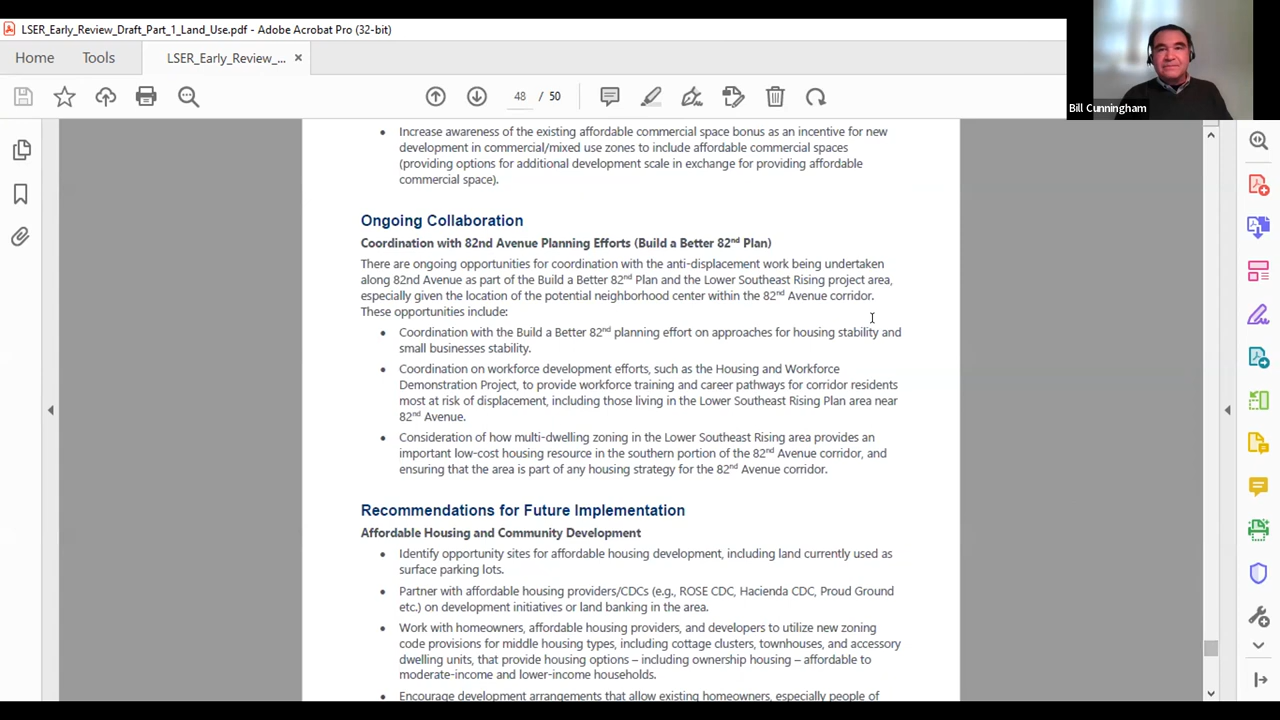 LSER_Early_Review_Draft_Part_1_Land_Use.pdf - Adobe Acrobat Pro (32-bit)
Home Tools LSER_Early_Review_... ×
48 / 50
Bill Cunningham
• Increase awareness of the existing affordable commercial space bonus as an incentive for new
development in commercial/mixed use zones to include affordable commercial spaces
(providing options for additional development scale in exchange for providing affordable
commercial space).
Ongoing Collaboration
Coordination with 82nd Avenue Planning Efforts (Build a Better 82nd Plan)
There are ongoing opportunities for coordination with the anti-displacement work being undertaken
along 82nd Avenue as part of the Build a Better 82nd Plan and the Lower Southeast Rising project area,
especially given the location of the potential neighborhood center within the 82nd Avenue corridor.
These opportunities include:
• Coordination with the Build a Better 82nd planning effort on approaches for housing stability and
small businesses stability.
• Coordination on workforce development efforts, such as the Housing and Workforce
Demonstration Project, to provide workforce training and career pathways for corridor residents
most at risk of displacement, including those living in the Lower Southeast Rising Plan area near
82nd Avenue.
• Consideration of how multi-dwelling zoning in the Lower Southeast Rising area provides an
important low-cost housing resource in the southern portion of the 82nd Avenue corridor, and
ensuring that the area is part of any housing strategy for the 82nd Avenue corridor.
Recommendations for Future Implementation
Affordable Housing and Community Development
• Identify opportunity sites for affordable housing development, including land currently used as
surface parking lots.
• Partner with affordable housing providers/CDCs (e.g., ROSE CDC, Hacienda CDC, Proud Ground
etc.) on development initiatives or land banking in the area.
• Work with homeowners, affordable housing providers, and developers to utilize new zoning
code provisions for middle housing types, including cottage clusters, townhouses, and accessory
dwelling units, that provide housing options – including ownership housing – affordable to
moderate-income and lower-income households.
• Encourage development arrangements that allow existing homeowners, especially people of